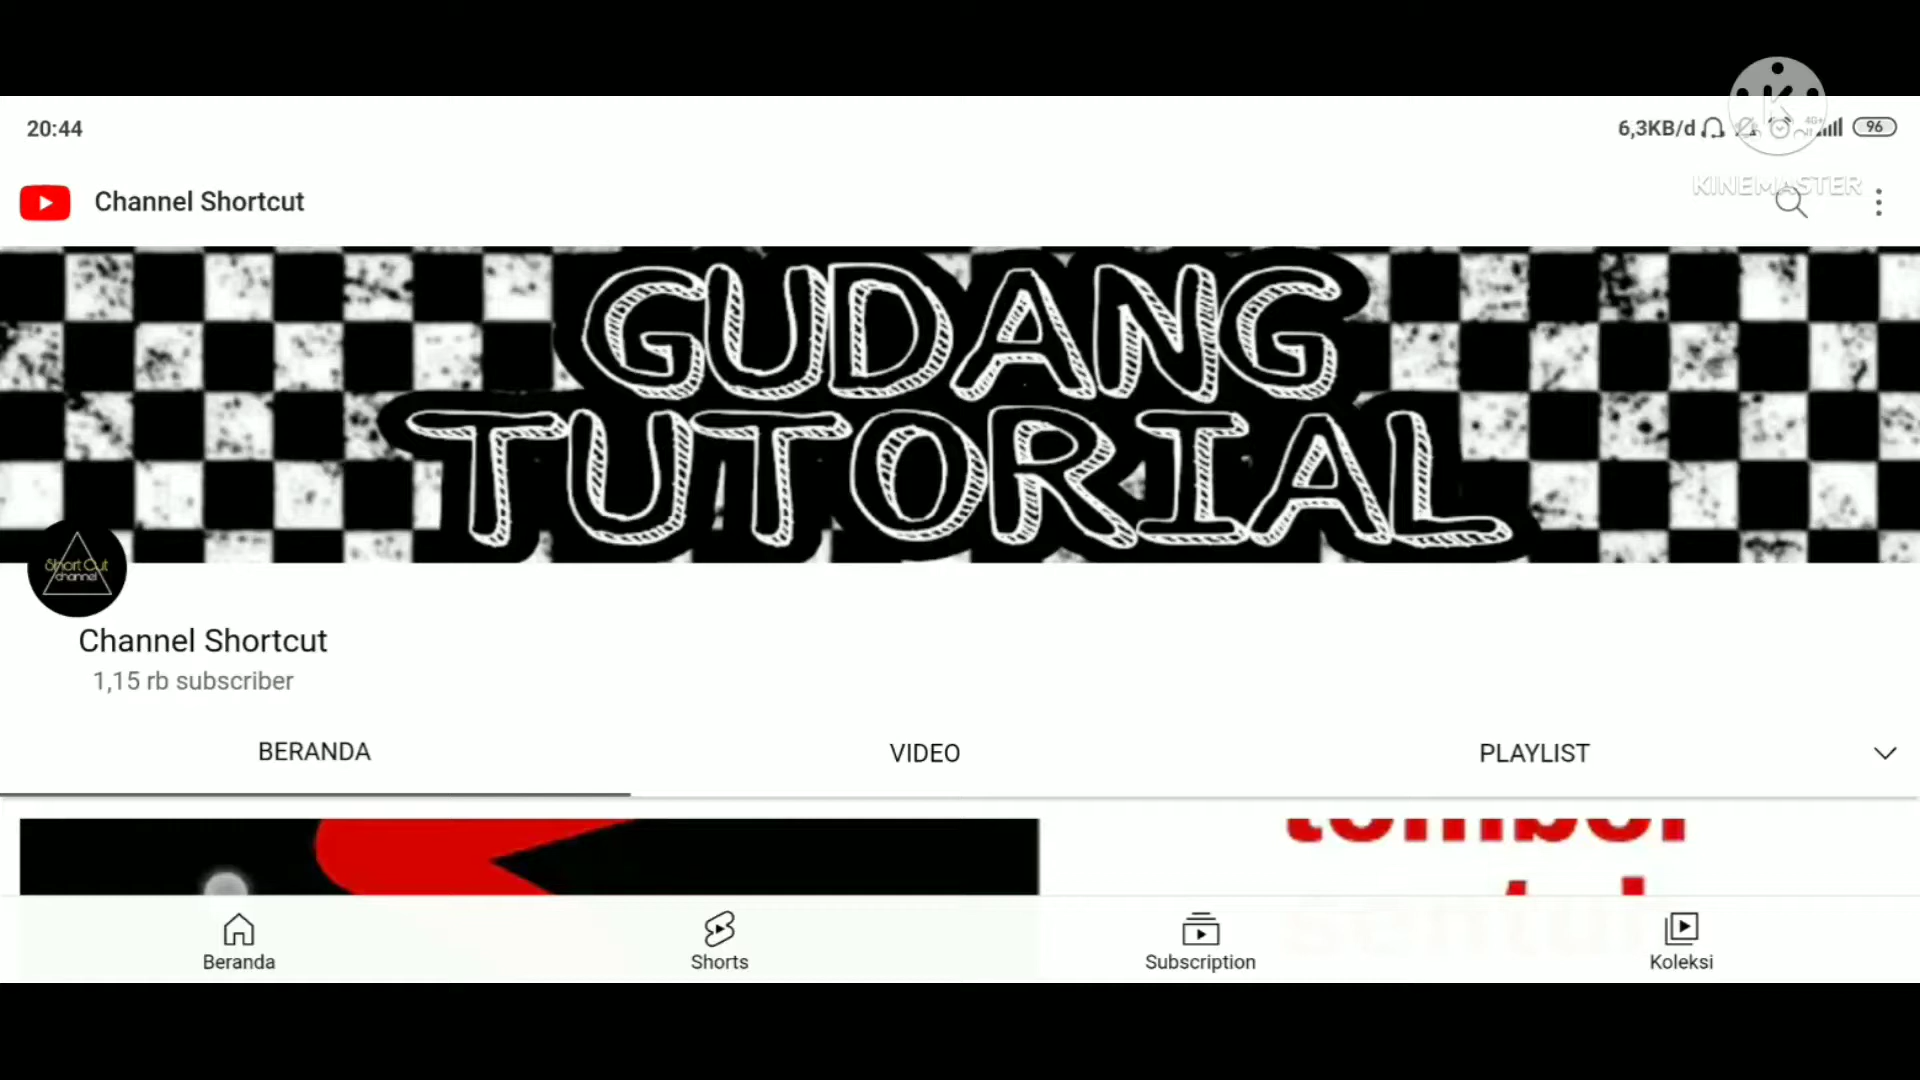 20:44
6,3KB/d
4G+
96
KINEMASTER
Channel Shortcut
GUDANG
TUTORIAL
Short Cut
channel
Channel Shortcut
1,15 rb subscriber
BERANDA
VIDEO
PLAYLIST
Beranda
Shorts
Subscription
Koleksi